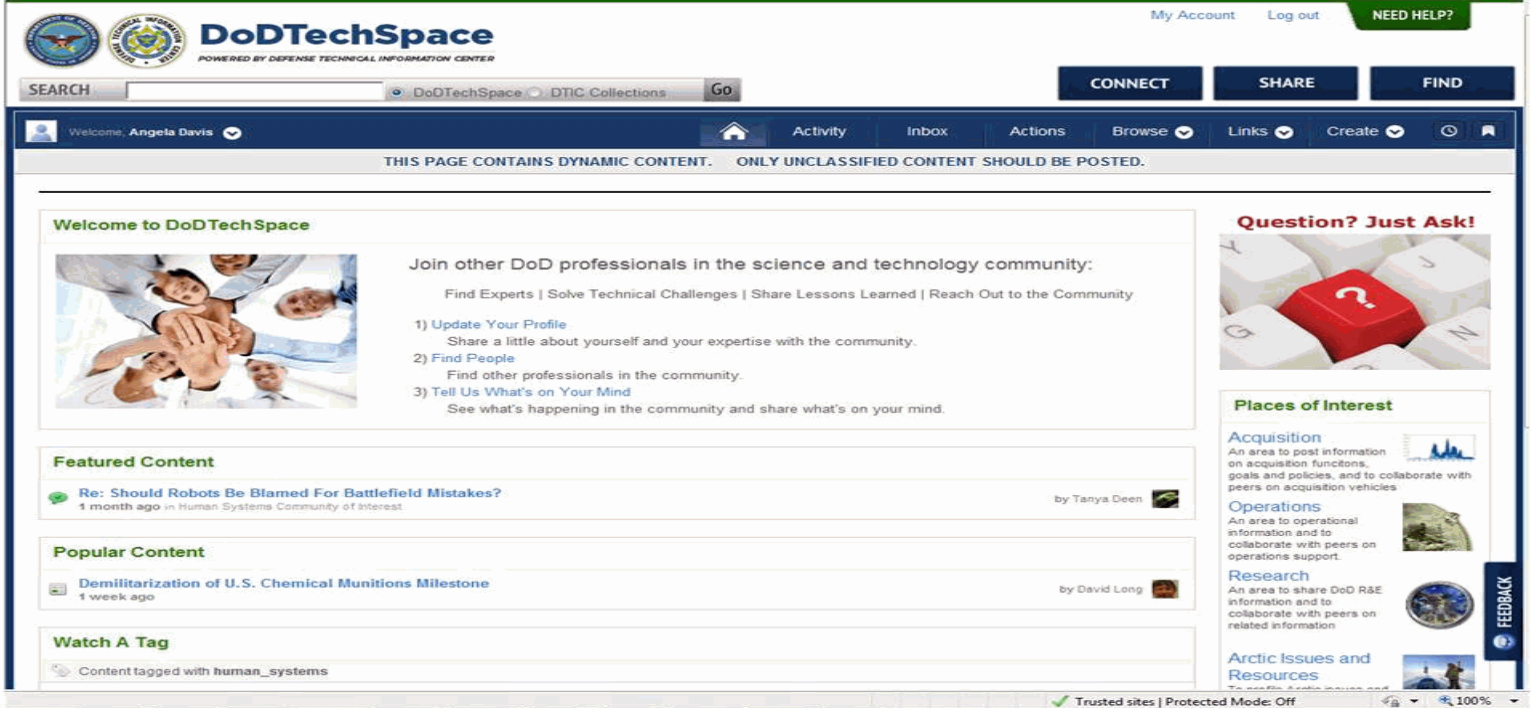 My Account Log out NEED HELP?
DoDTechSpace
POWERED BY DEFENSE TECHNICAL INFORMATION CENTER
SEARCH DoDTechSpace DTIC Collections Go
CONNECT SHARE FIND
Welcome, Angela Davis Activity Inbox Actions Browse Links Create
THIS PAGE CONTAINS DYNAMIC CONTENT. ONLY UNCLASSIFIED CONTENT SHOULD BE POSTED.
Welcome to DoDTechSpace
Join other DoD professionals in the science and technology community:
Find Experts | Solve Technical Challenges | Share Lessons Learned | Reach Out to the Community
1) Update Your Profile
Share a little about yourself and your expertise with the community.
2) Find People
Find other professionals in the community.
3) Tell Us What's on Your Mind
See what's happening in the community and share what's on your mind.
Featured Content
Re: Should Robots Be Blamed For Battlefield Mistakes?
1 month ago in Human Systems Community of Interest
by Tanya Deen
Popular Content
Demilitarization of U.S. Chemical Munitions Milestone
1 week ago
by David Long
Watch A Tag
Content tagged with human_systems
Question? Just Ask!
Y
J
?
G
N
Places of Interest
Acquisition
An area to post information
on acquisition funcitons,
goals and policies, and to collaborate with
peers on acquisition vehicles
Operations
An area to operational
information and to
collaborate with peers on
operations support.
Research
An area to share DoD R&E
information and to
collaborate with peers on
related information
Arctic Issues and
Resources
FEEDBACK
Trusted sites | Protected Mode: Off 100%